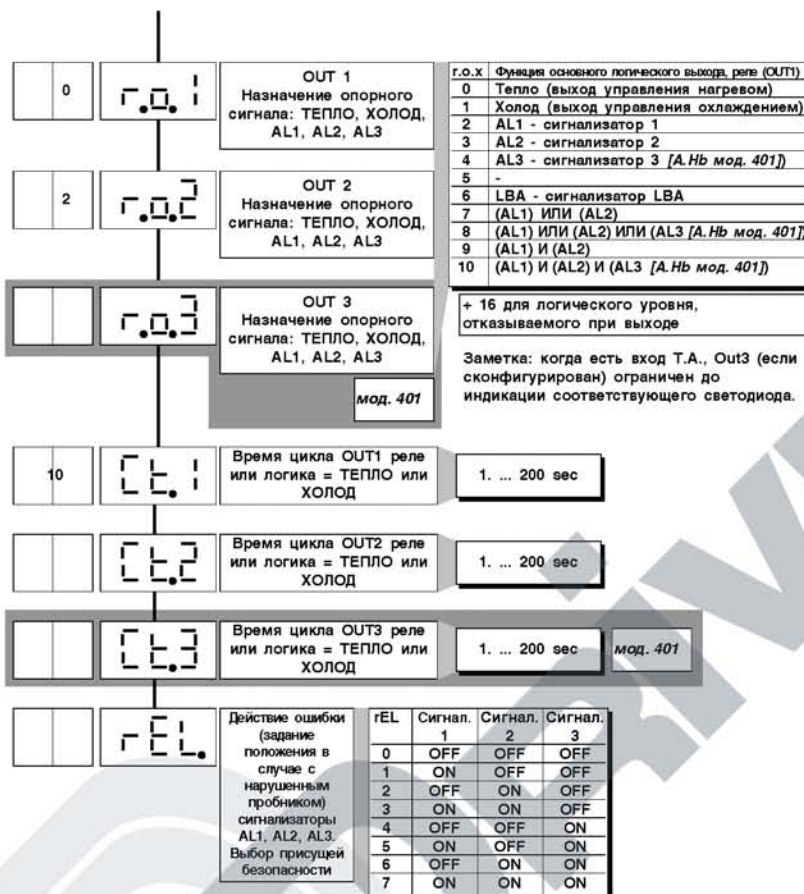 0
r.o.1
OUT 1
Назначение опорного
сигнала: ТЕПЛО, ХОЛОД,
AL1, AL2, AL3
r.o.x Функция основного логического выхода, реле (OUT1)
0 Тепло (выход управления нагревом)
1 Холод (выход управления охлаждением)
2 AL1 - сигнализатор 1
3 AL2 - сигнализатор 2
4 AL3 - сигнализатор 3 [A.Hb мод. 401])
5 -
6 LBA - сигнализатор LBA
7 (AL1) ИЛИ (AL2)
8 (AL1) ИЛИ (AL2) ИЛИ (AL3 [A.Hb мод. 401])
9 (AL1) И (AL2)
10 (AL1) И (AL2) И (AL3 [A.Hb мод. 401])
2
r.o.2
OUT 2
Назначение опорного
сигнала: ТЕПЛО, ХОЛОД,
AL1, AL2, AL3
r.o.3
OUT 3
Назначение опорного
сигнала: ТЕПЛО, ХОЛОД,
AL1, AL2, AL3
мод. 401
+ 16 для логического уровня,
отказываемого при выходе
Заметка: когда есть вход Т.А., Out3 (если
сконфигурирован) ограничен до
индикации соответствующего светодиода.
10
Ct.1
Время цикла OUT1 реле
или логика = ТЕПЛО или
ХОЛОД
1. ... 200 sec
Ct.2
Время цикла OUT2 реле
или логика = ТЕПЛО или
ХОЛОД
1. ... 200 sec
Ct.3
Время цикла OUT3 реле
или логика = ТЕПЛО или
ХОЛОД
1. ... 200 sec
мод. 401
rEL.
Действие ошибки
(задание
положения в
случае с
нарушенным
пробником)
сигнализаторы
AL1, AL2, AL3.
Выбор присущей
безопасности
rEL Сигнал. Сигнал. Сигнал.
1 2 3
0 OFF OFF OFF
1 ON OFF OFF
2 OFF ON OFF
3 ON ON OFF
4 OFF OFF ON
5 ON OFF ON
6 OFF ON ON
7 ON ON ON